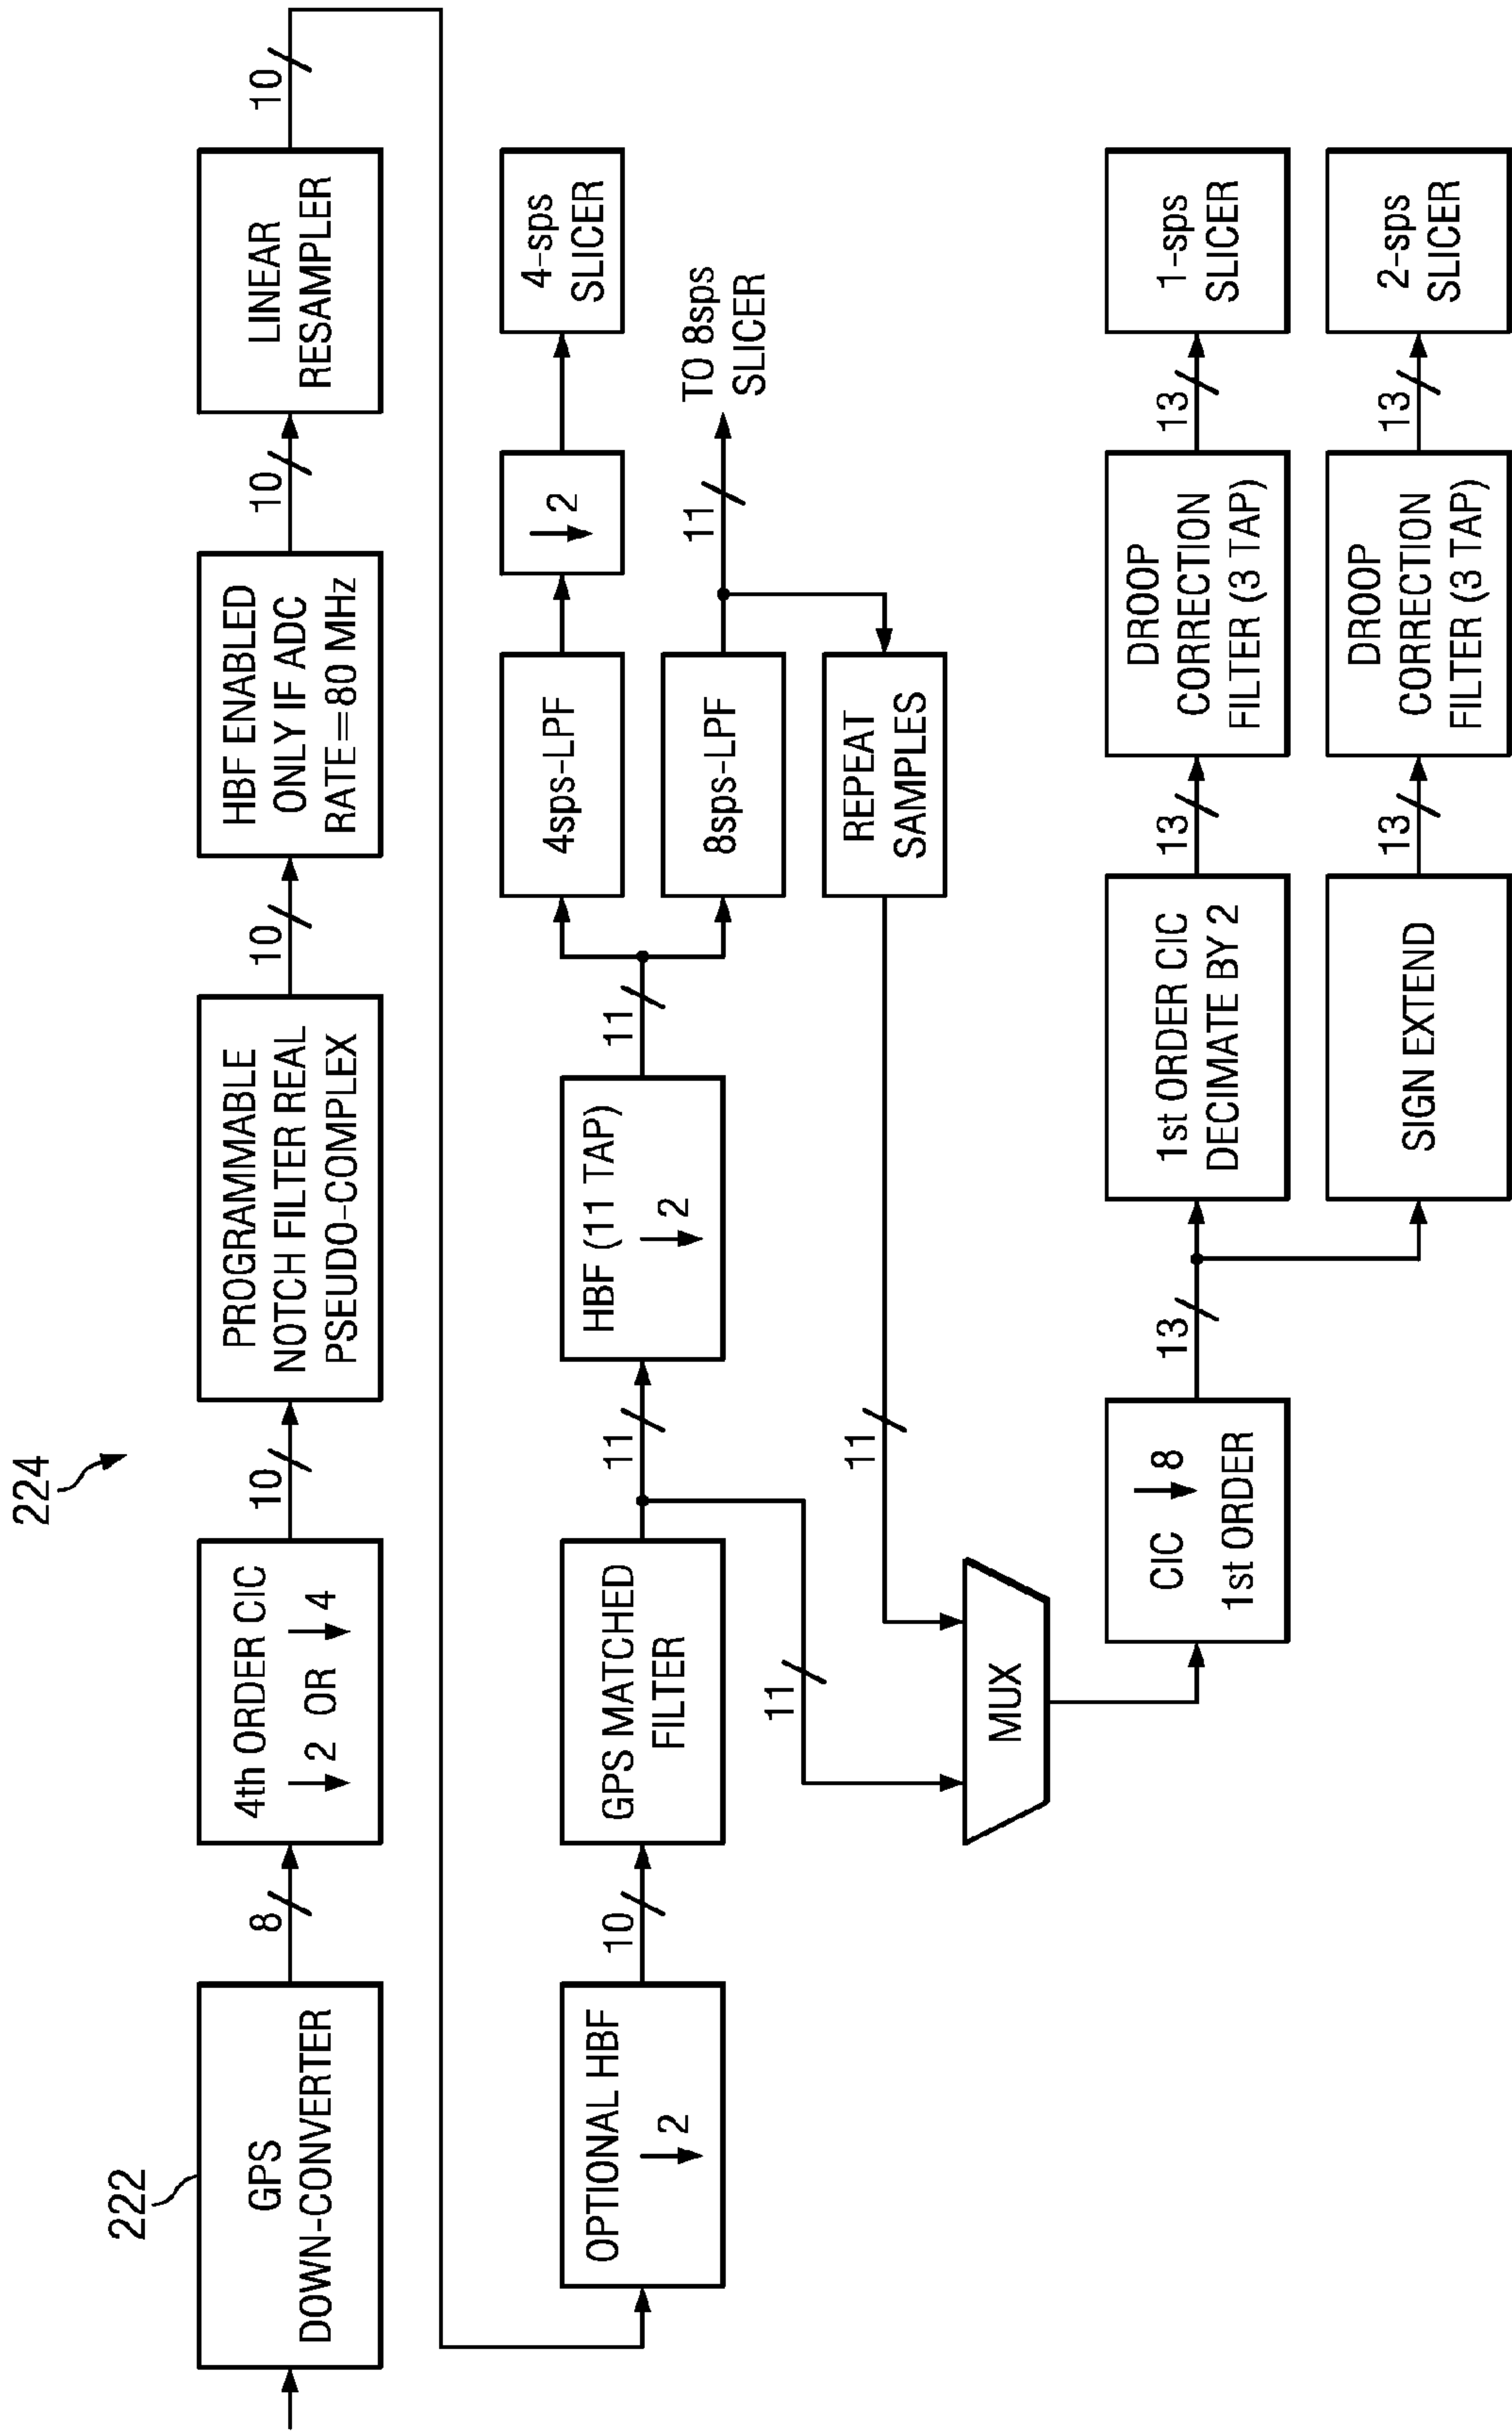 224
222
GPS
DOWN-CONVERTER
8
4th ORDER CIC
↓ 2 OR ↓ 4
10
PROGRAMMABLE
NOTCH FILTER REAL
PSEUDO-COMPLEX
10
HBF ENABLED
ONLY IF ADC
RATE=80 MHz
10
LINEAR
RESAMPLER
10
OPTIONAL HBF
↓ 2
10
GPS MATCHED
FILTER
11
HBF (11 TAP)
↓ 2
11
4sps-LPF
↓ 2
4-sps
SLICER
8sps-LPF
11
TO 8sps
SLICER
REPEAT
SAMPLES
11
11
MUX
CIC ↓ 8
1st ORDER
13
1st ORDER CIC
DECIMATE BY 2
13
DROOP
CORRECTION
FILTER (3 TAP)
13
1-sps
SLICER
SIGN EXTEND
13
DROOP
CORRECTION
FILTER (3 TAP)
13
2-sps
SLICER